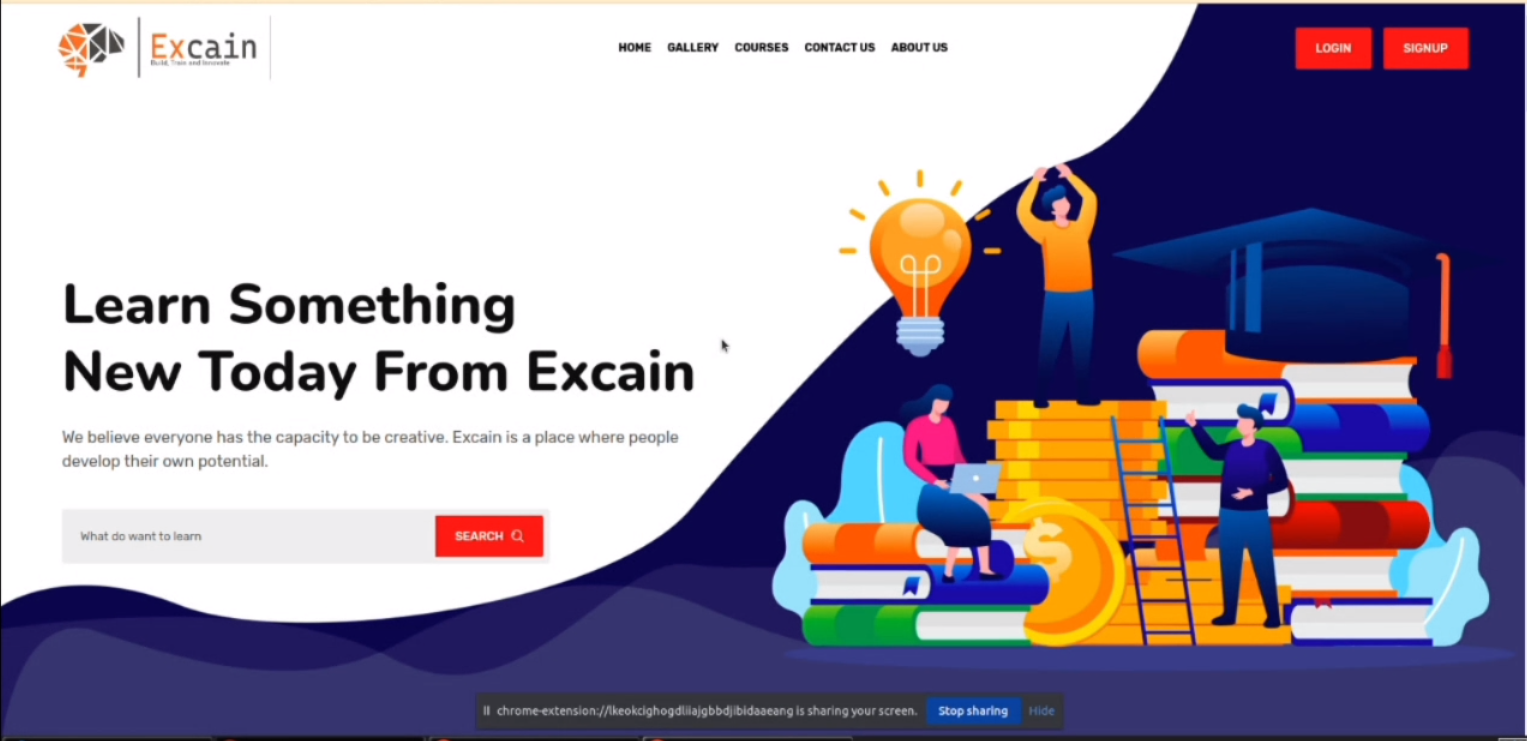 Excain
Build, Train and Innovate
HOME GALLERY COURSES CONTACT US ABOUT US
LOGIN SIGNUP
Learn Something
New Today From Excain
We believe everyone has the capacity to be creative. Excain is a place where people
develop their own potential.
What do want to learn
SEARCH
$
chrome-extension://lkeokcighogdliiajgbbdjibidaaeang is sharing your screen. Stop sharing Hide